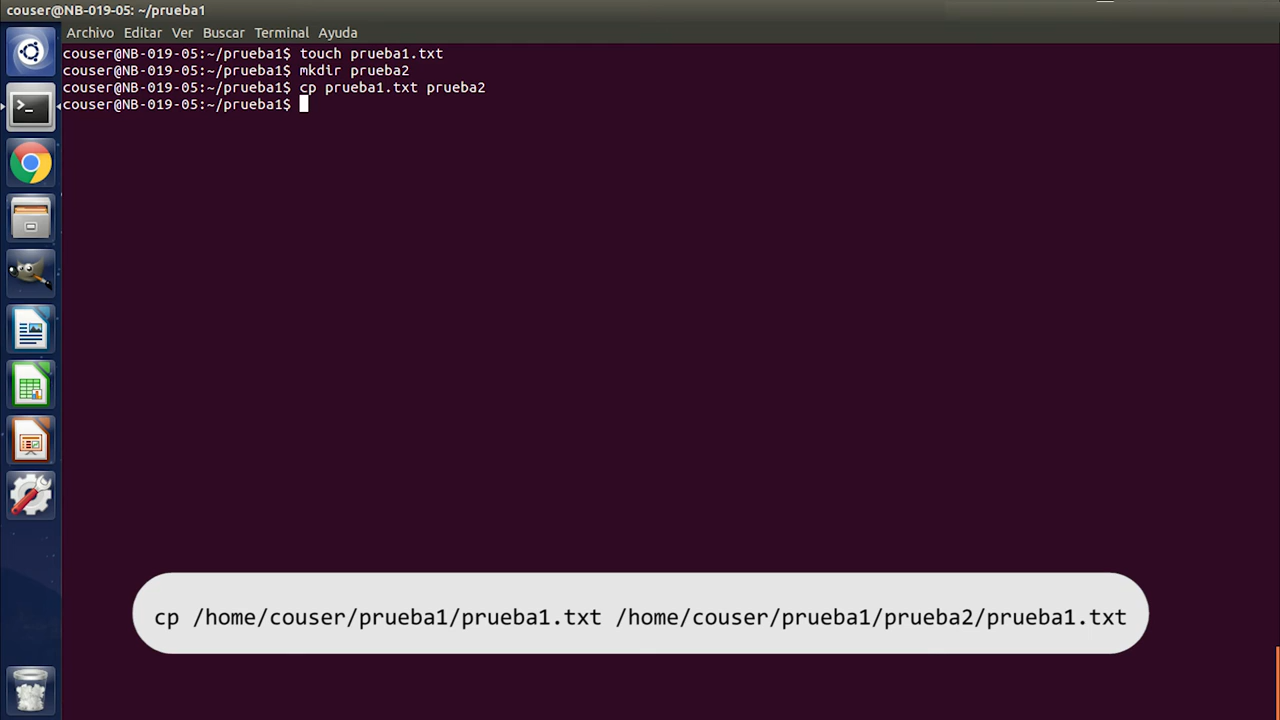 couser@NB-019-05: ~/prueba1
Archivo Editar Ver Buscar Terminal Ayuda
couser@NB-019-05:~/prueba1$ touch prueba1.txt
couser@NB-019-05:~/prueba1$ mkdir prueba2
couser@NB-019-05:~/prueba1$ cp prueba1.txt prueba2
couser@NB-019-05:~/prueba1$
cp /home/couser/prueba1/prueba1.txt /home/couser/prueba1/prueba2/prueba1.txt